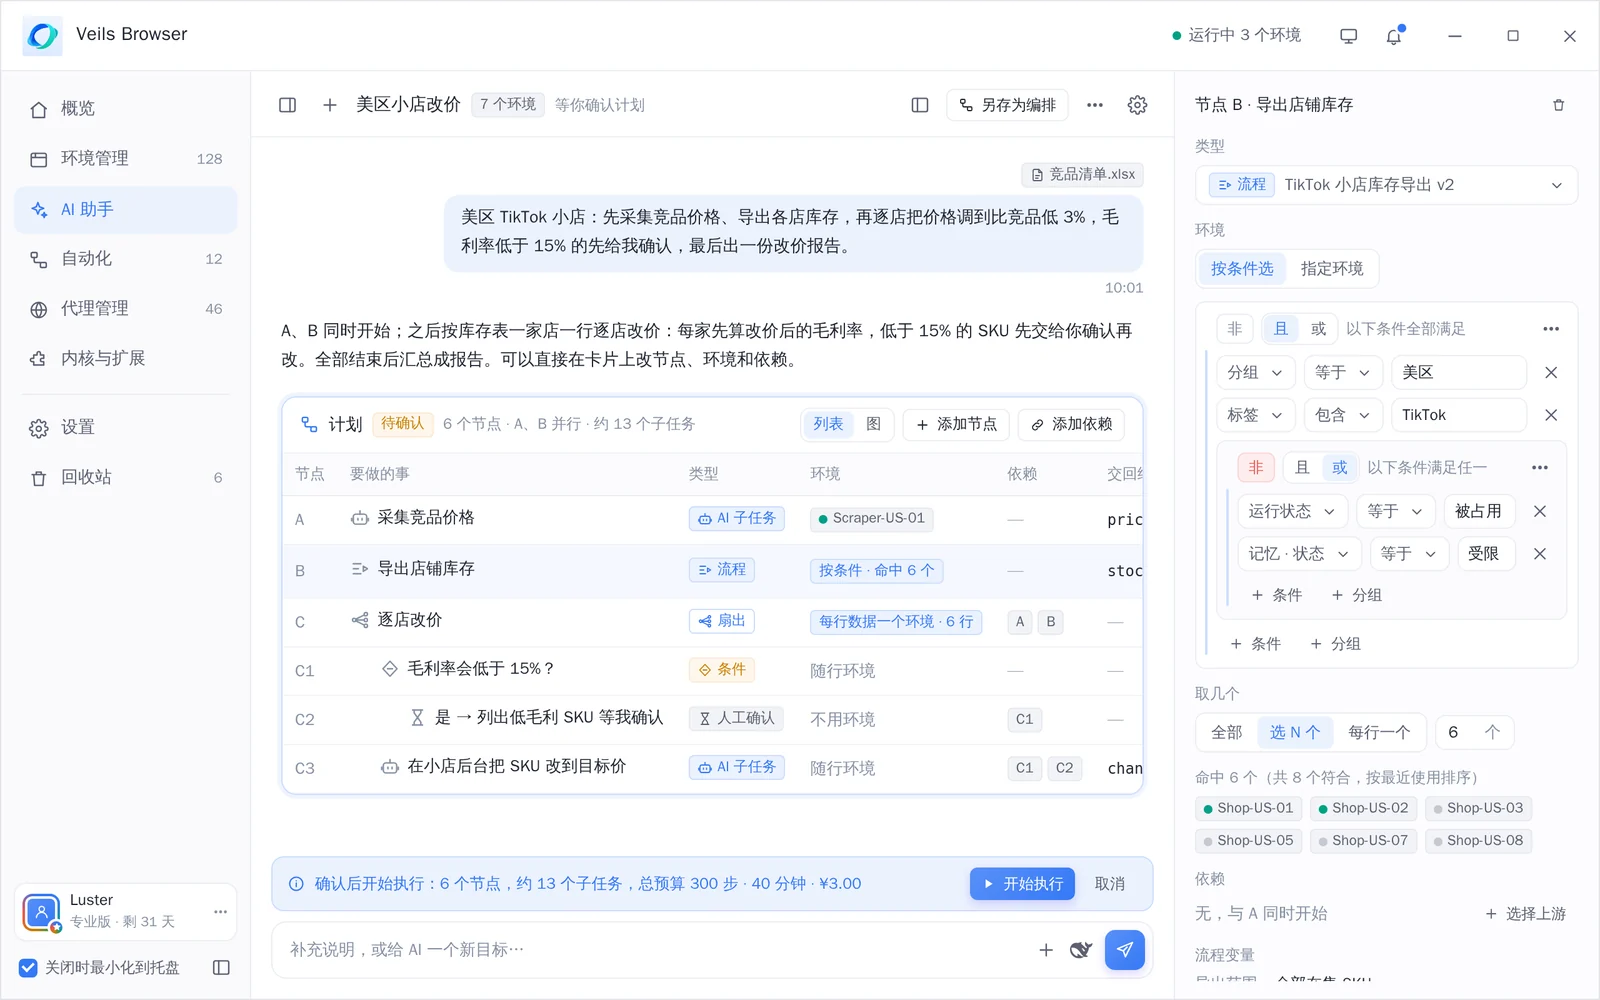 Veils Browser
运行中 3 个环境
概览
环境管理 128
AI 助手
自动化 12
代理管理 46
内核与扩展
设置
回收站 6
Luster
专业版 · 剩 31 天
关闭时最小化到托盘
美区小店改价 7 个环境 等你确认计划
另存为编排
竞品清单.xlsx
美区 TikTok 小店：先采集竞品价格、导出各店库存，再逐店把价格调到比竞品低 3%，毛
利率低于 15% 的先给我确认，最后出一份改价报告。
10:01
A、B 同时开始；之后按库存表一家店一行逐店改价：每家先算改价后的毛利率，低于 15% 的 SKU 先交给你确认再
改。全部结束后汇总成报告。可以直接在卡片上改节点、环境和依赖。
计划 待确认 6 个节点 · A、B 并行 · 约 13 个子任务 列表 图 + 添加节点 添加依赖
节点 要做的事 类型 环境 依赖 交回
A 采集竞品价格 AI 子任务 Scraper-US-01 — pric
B 导出店铺库存 流程 按条件 · 命中 6 个 — stoc
C 逐店改价 扇出 每行数据一个环境 · 6 行 A B —
C1 毛利率会低于 15%？ 条件 随行环境 — —
C2 是 → 列出低毛利 SKU 等我确认 人工确认 不用环境 C1 —
C3 在小店后台把 SKU 改到目标价 AI 子任务 随行环境 C1 C2 chan
确认后开始执行：6 个节点，约 13 个子任务，总预算 300 步 · 40 分钟 · ¥3.00 开始执行 取消
补充说明，或给 AI 一个新目标…
节点 B · 导出店铺库存
类型
流程 TikTok 小店库存导出 v2
环境
按条件选 指定环境
非 且 或 以下条件全部满足
分组 等于 美区
标签 包含 TikTok
非 且 或 以下条件满足任一
运行状态 等于 被占用
记忆 · 状态 等于 受限
+ 条件 + 分组
+ 条件 + 分组
取几个
全部 选 N 个 每行一个 6 个
命中 6 个（共 8 个符合，按最近使用排序）
Shop-US-01 Shop-US-02 Shop-US-03
Shop-US-05 Shop-US-07 Shop-US-08
依赖
无，与 A 同时开始 + 选择上游
流程变量
导出范围 全部在售 SKU